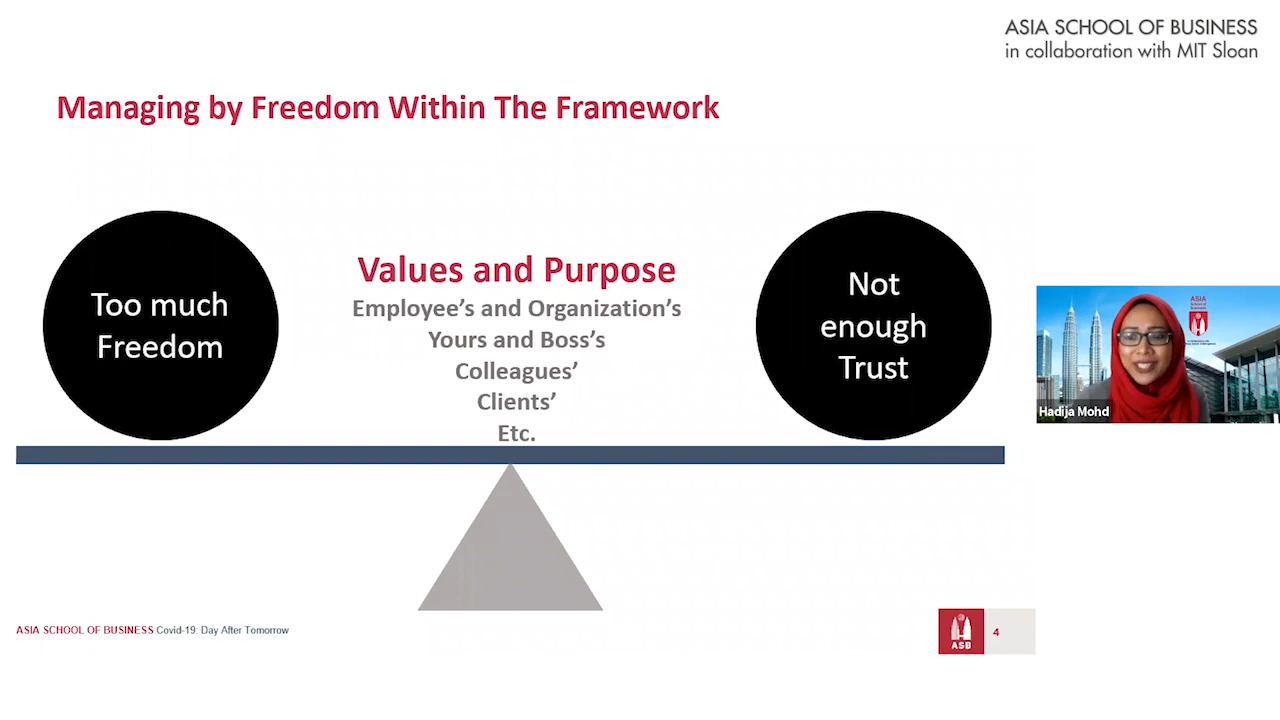 ASIA SCHOOL OF BUSINESS
in collaboration with MIT Sloan
Managing by Freedom Within The Framework
Too much
Freedom
Values and Purpose
Employee’s and Organization’s
Yours and Boss’s
Colleagues’
Clients’
Etc.
Not
enough
Trust
ASIA
Hadija Mohd
ASIA SCHOOL OF BUSINESS Covid-19: Day After Tomorrow
ASB
4